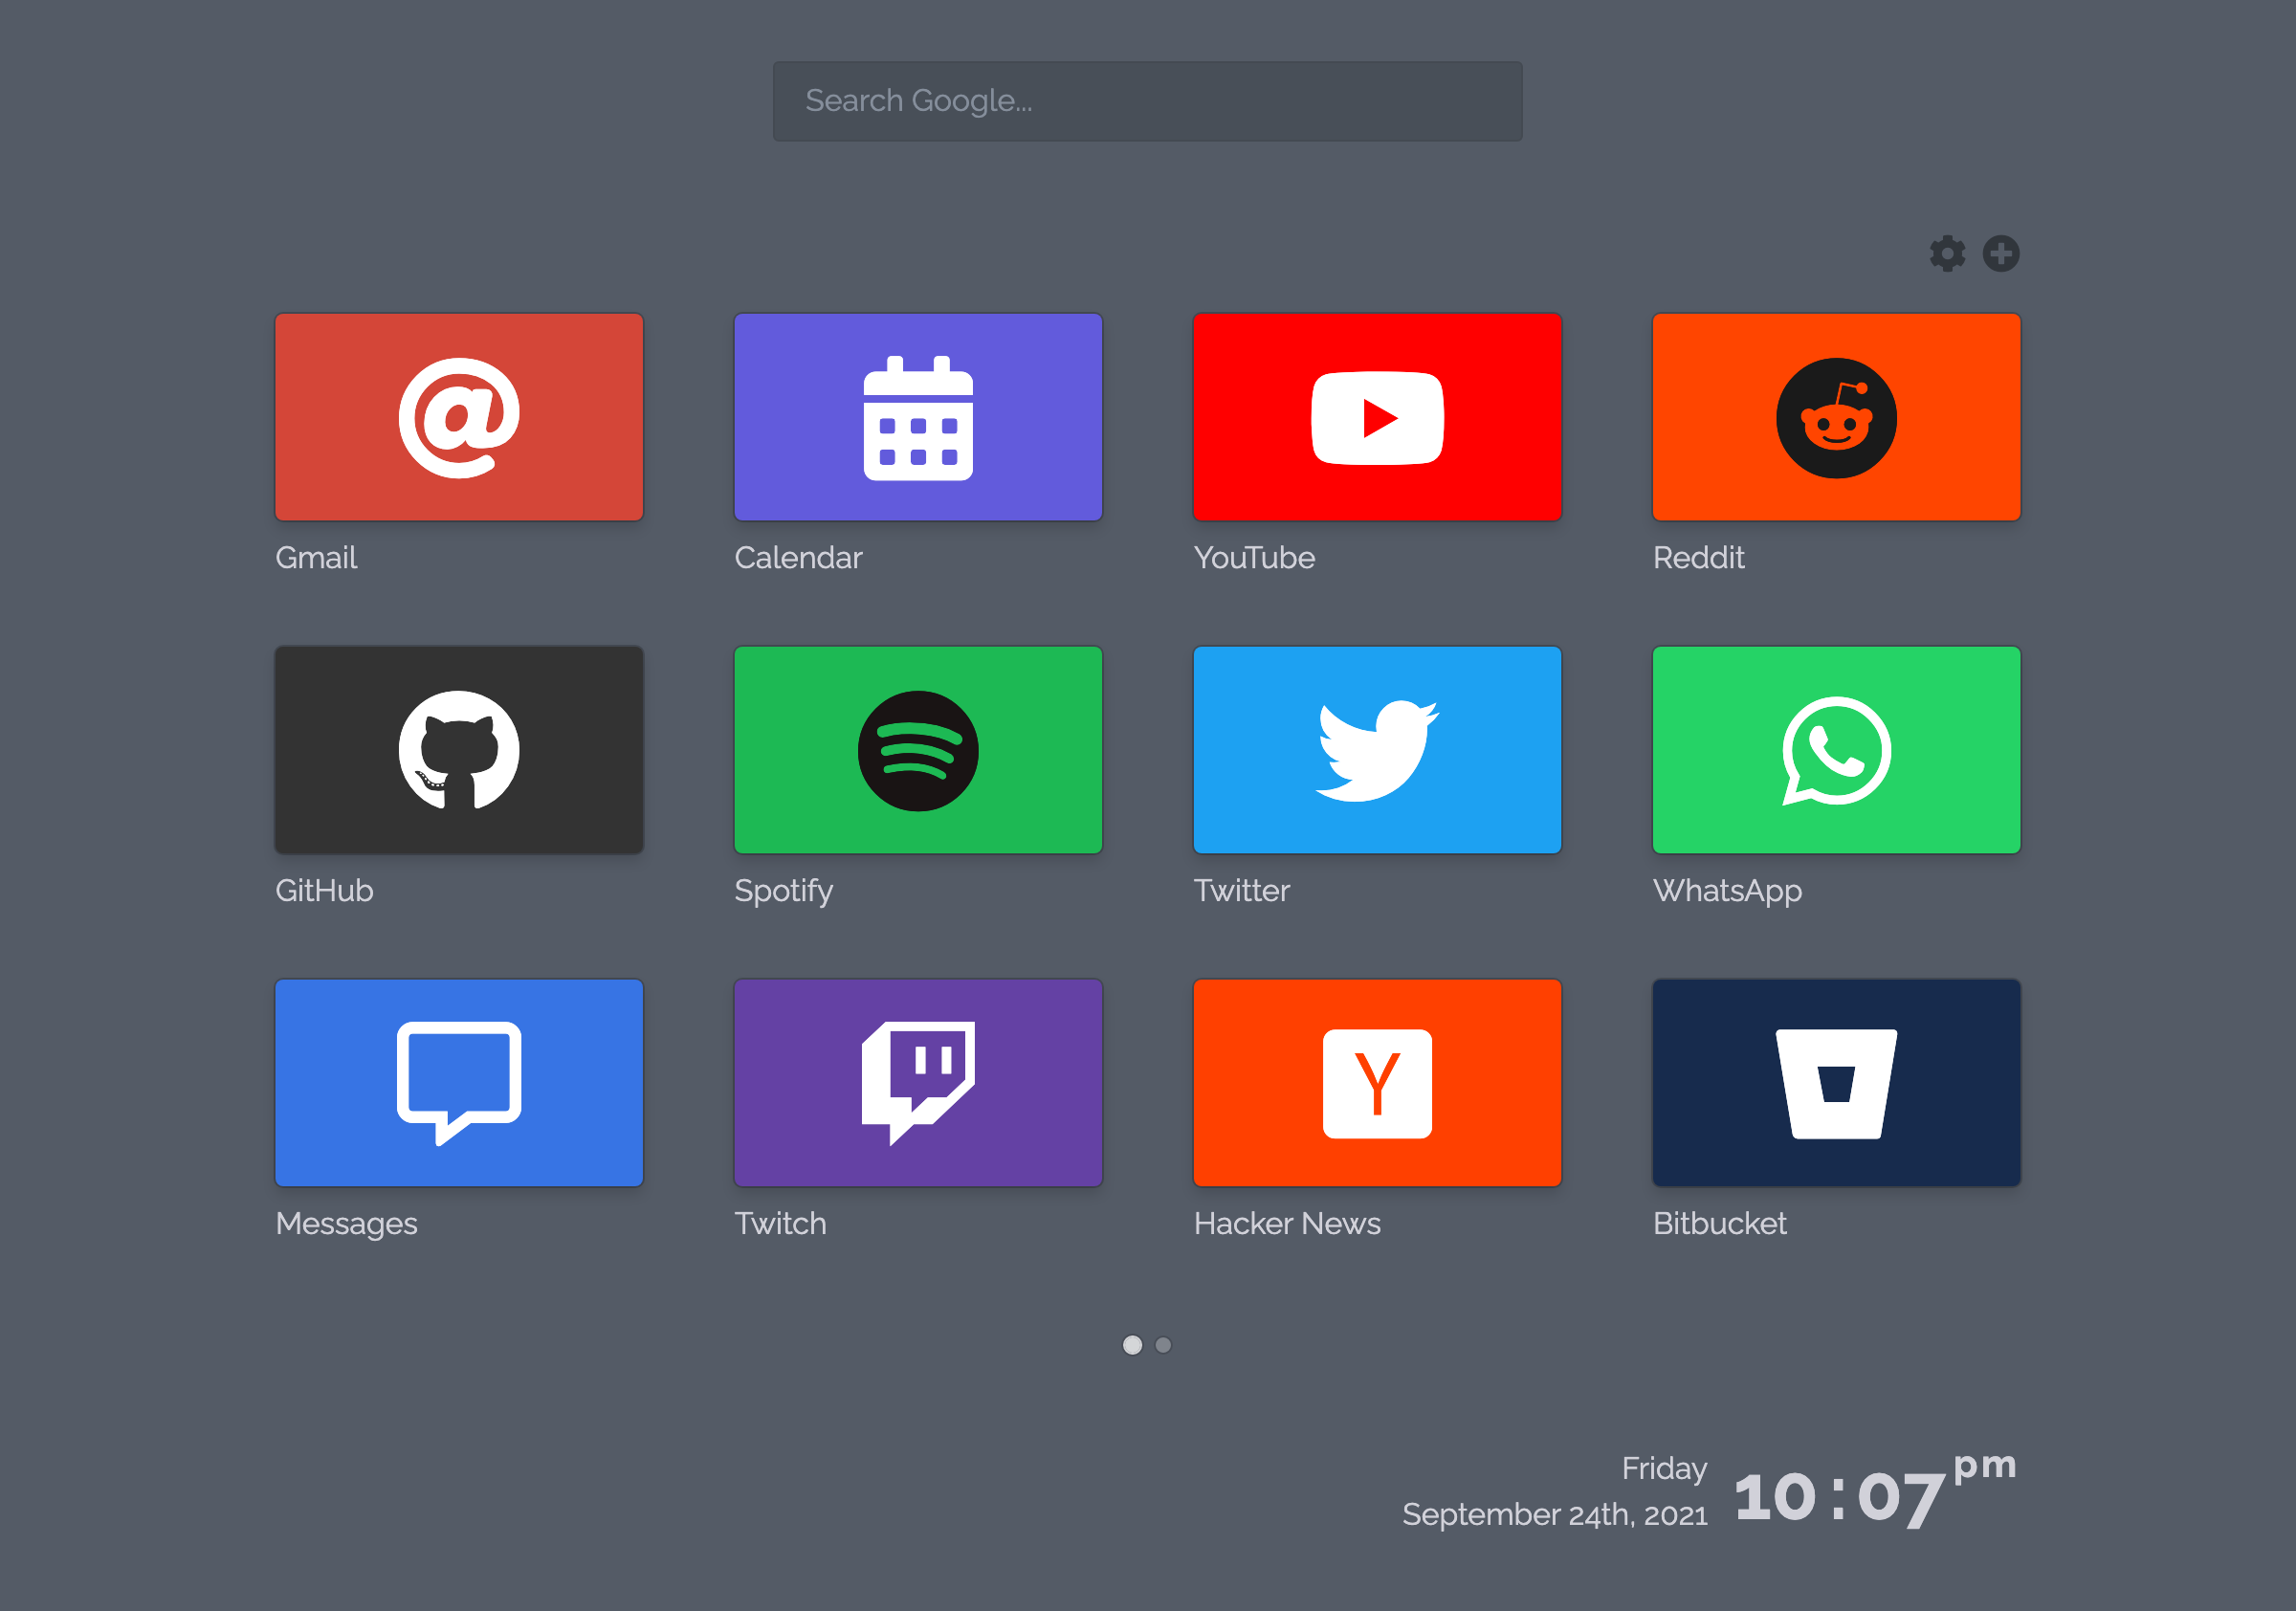 Search Google...
Gmail
Calendar
YouTube
Reddit
GitHub
Spotify
Twitter
WhatsApp
Messages
Twitch
Y
Hacker News
Bitbucket
Friday
September 24th, 2021
10:07 pm